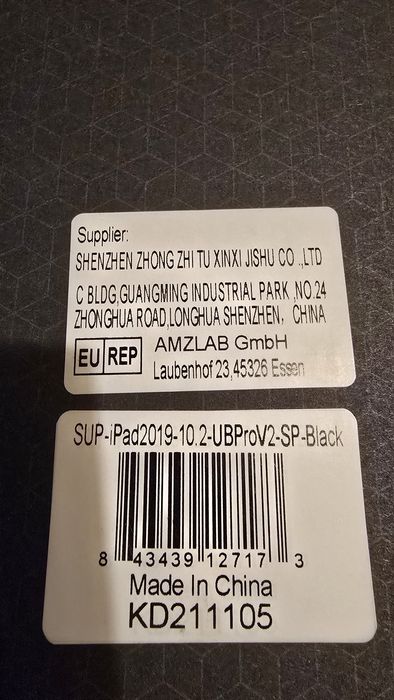 Supplier:
SHENZHEN ZHONG ZHI TU XINXI JISHU CO .,LTD
C BLDG,GUANGMING INDUSTRIAL PARK ,NO.24
ZHONGHUA ROAD,LONGHUA SHENZHEN, CHINA
EU REP AMZLAB GmbH
Laubenhof 23,45326 Essen
SUP-iPad2019-10.2-UBProV2-SP-Black
8 43439 12717 3
Made In China
KD211105